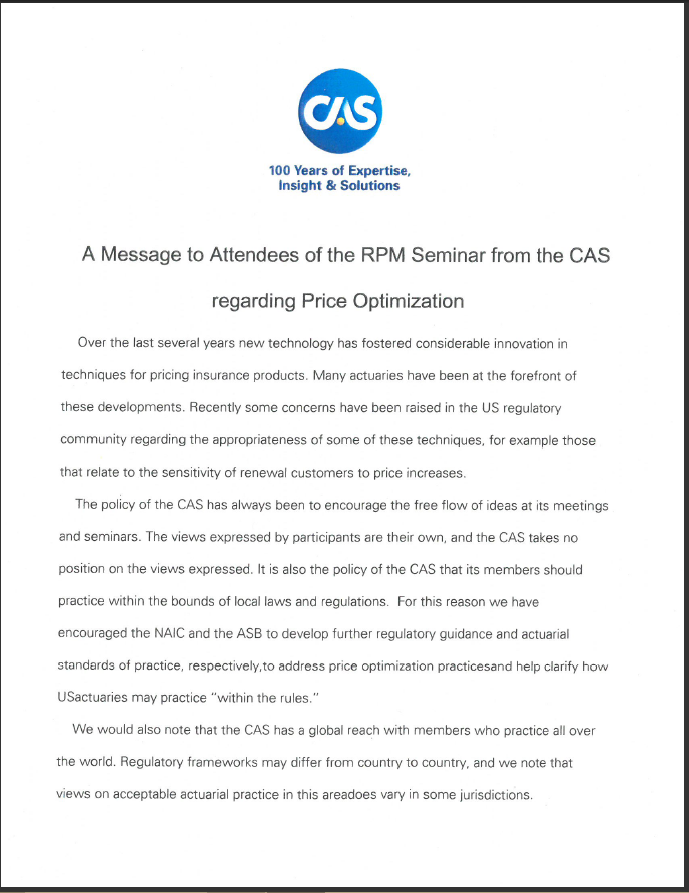 CAS
100 Years of Expertise,
Insight & Solutions
A Message to Attendees of the RPM Seminar from the CAS
regarding Price Optimization
Over the last several years new technology has fostered considerable innovation in
techniques for pricing insurance products. Many actuaries have been at the forefront of
these developments. Recently some concerns have been raised in the US regulatory
community regarding the appropriateness of some of these techniques, for example those
that relate to the sensitivity of renewal customers to price increases.
The policy of the CAS has always been to encourage the free flow of ideas at its meetings
and seminars. The views expressed by participants are their own, and the CAS takes no
position on the views expressed. It is also the policy of the CAS that its members should
practice within the bounds of local laws and regulations. For this reason we have
encouraged the NAIC and the ASB to develop further regulatory guidance and actuarial
standards of practice, respectively,to address price optimization practicesand help clarify how
USactuaries may practice "within the rules."
We would also note that the CAS has a global reach with members who practice all over
the world. Regulatory frameworks may differ from country to country, and we note that
views on acceptable actuarial practice in this areadoes vary in some jurisdictions.